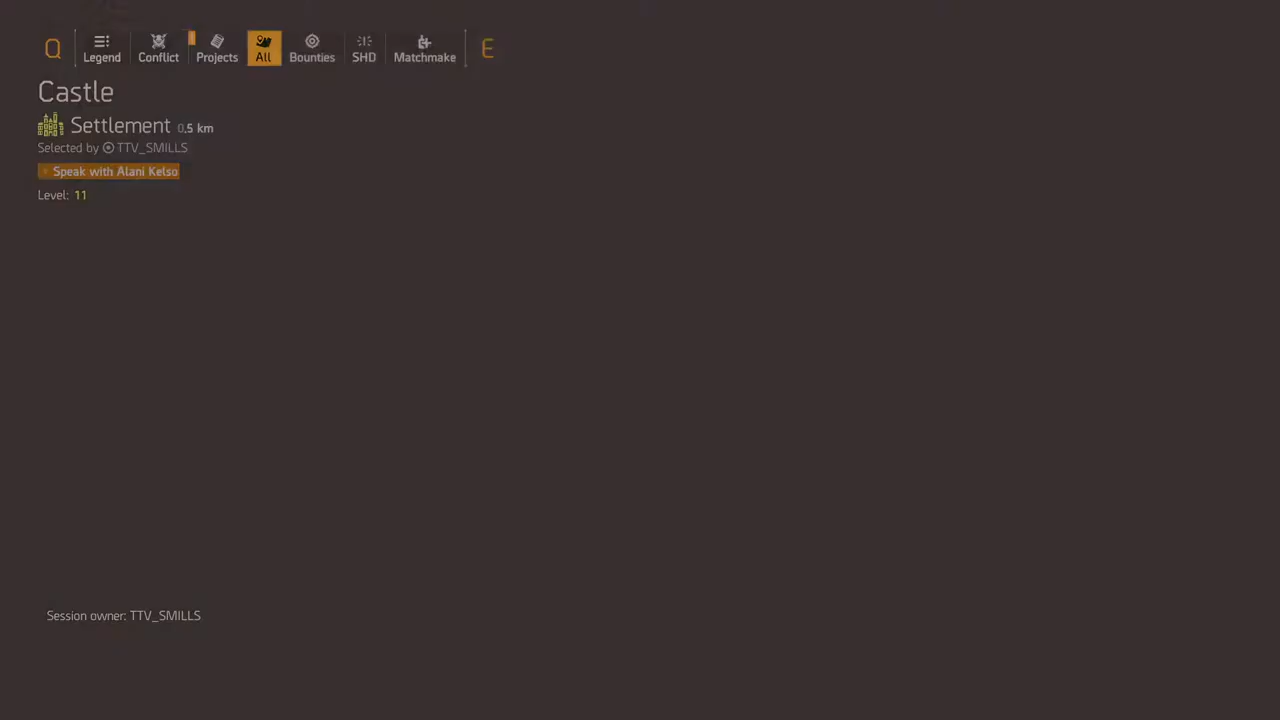 Q Legend Conflict Projects All Bounties SHD Matchmake E
Castle
Settlement 0.5 km
Selected by TTV_SMILLS
Speak with Alani Kelso
Level: 11
Session owner: TTV_SMILLS